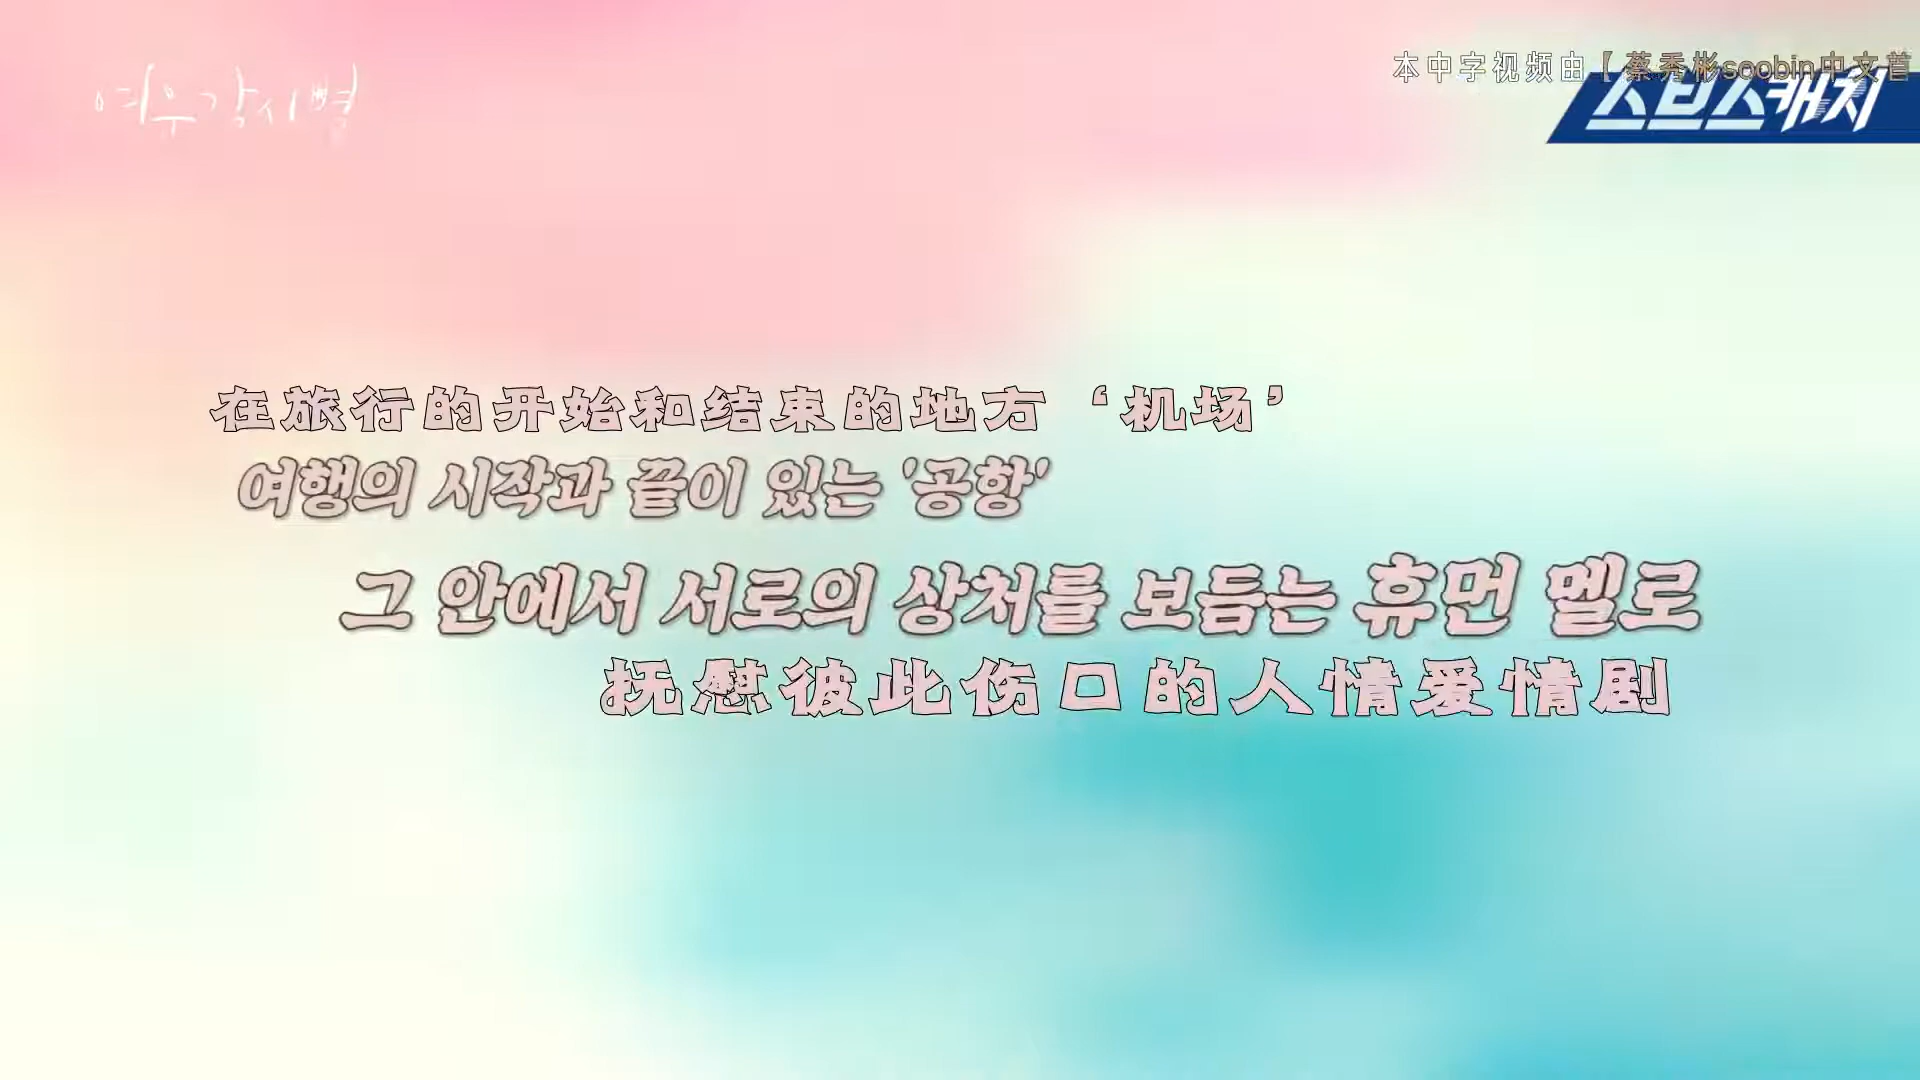 여우각시별
本中字视频由【蔡秀彬soobin中文首
스브스캐치
在旅行的开始和结束的地方‘机场’
여행의 시작과 끝이 있는 '공항'
그 안에서 서로의 상처를 보듬는 휴먼 멜로
抚慰彼此伤口的人情爱情剧